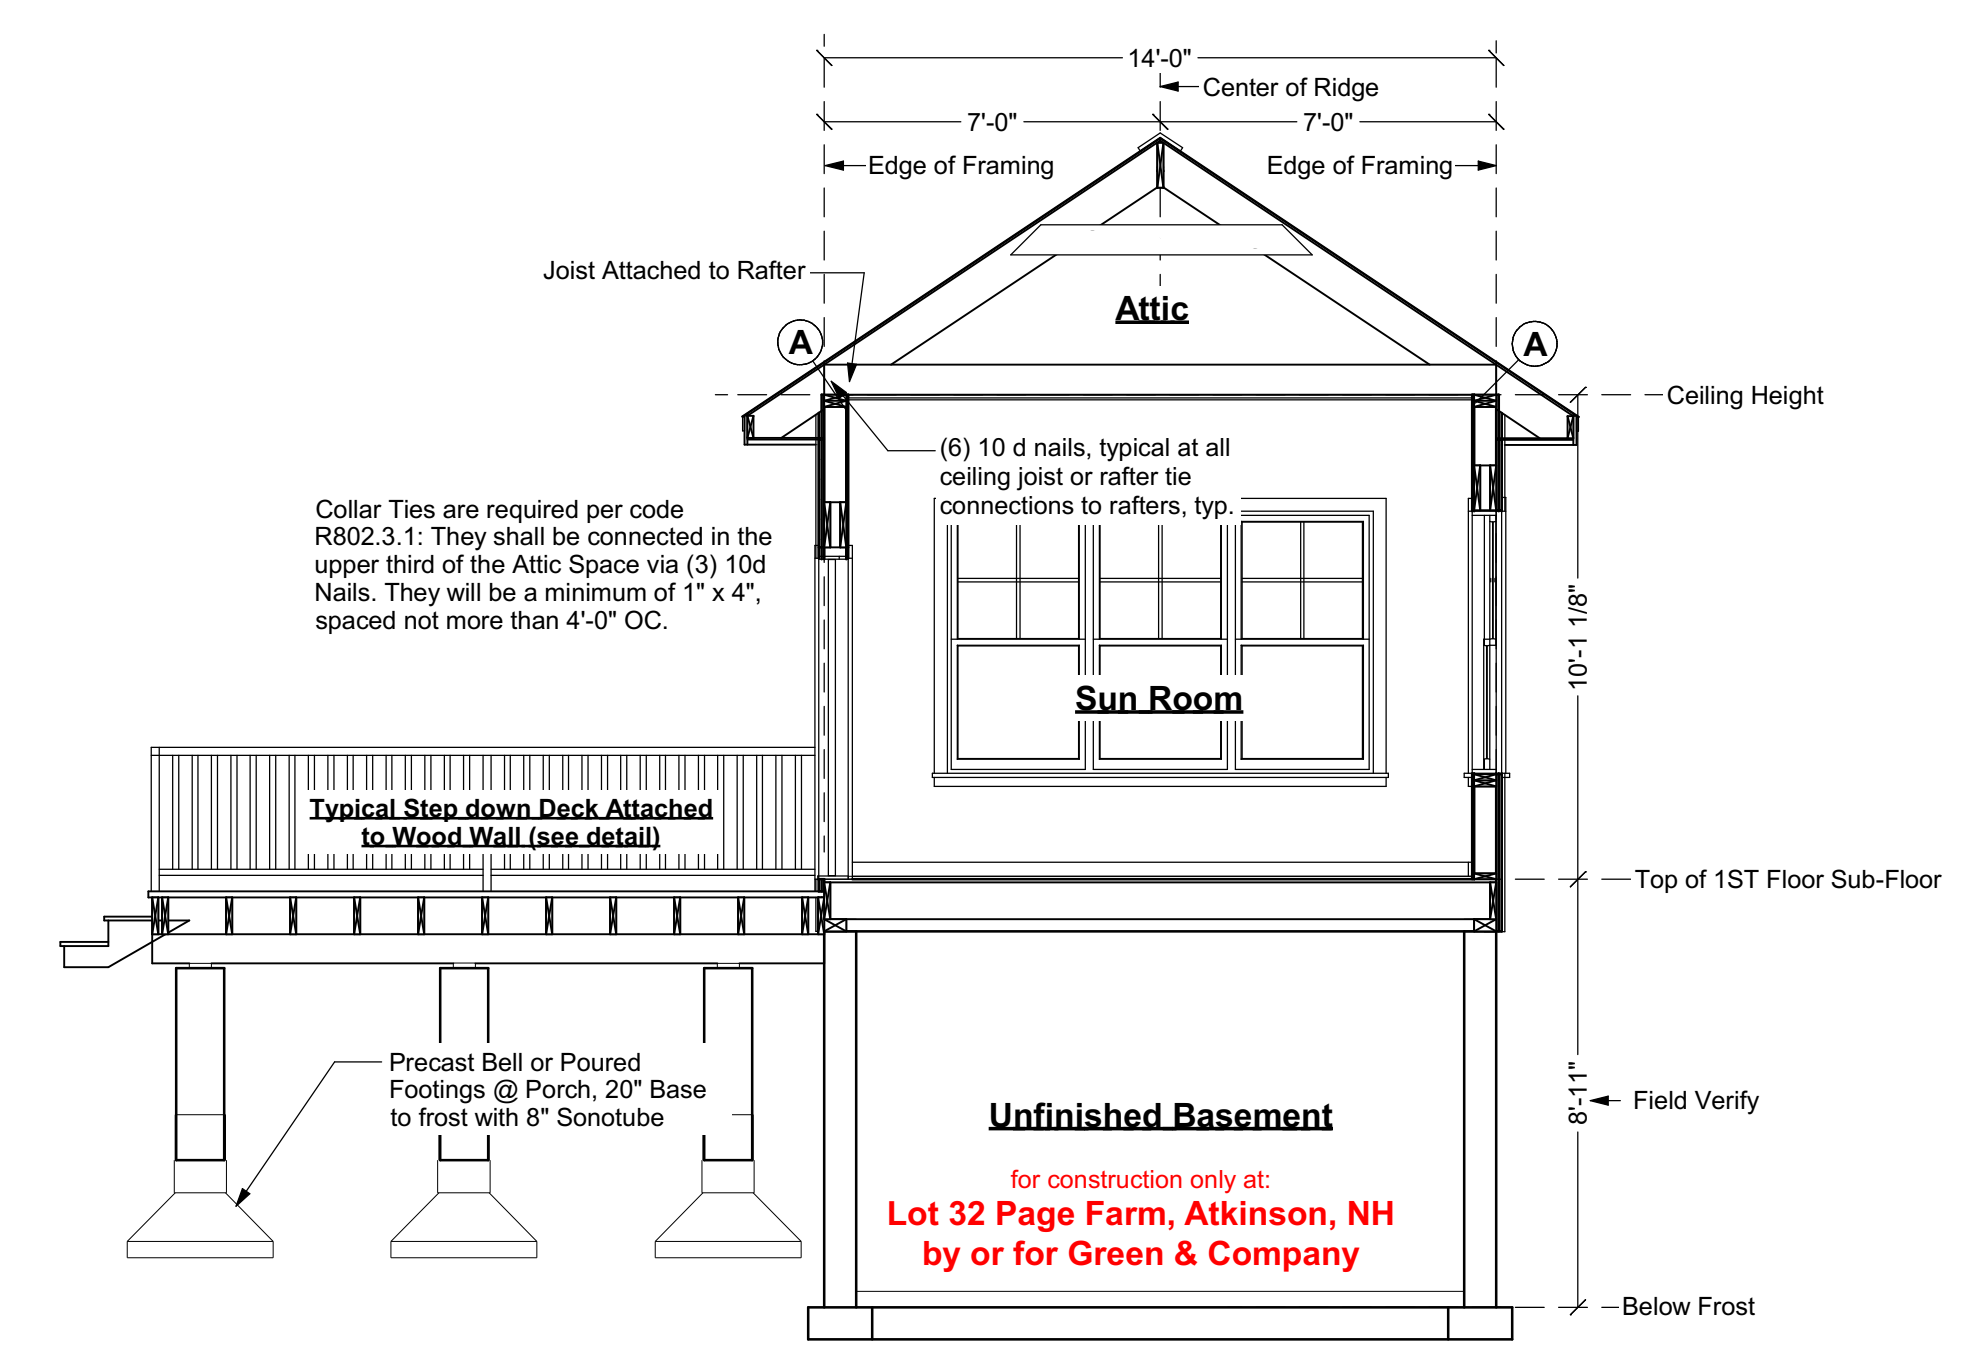 14'-0"
Center of Ridge
7'-0"
7'-0"
Edge of Framing
Edge of Framing
Joist Attached to Rafter
Attic
A
A
Ceiling Height
(6) 10 d nails, typical at all
ceiling joist or rafter tie
connections to rafters, typ.
Collar Ties are required per code
R802.3.1: They shall be connected in the
upper third of the Attic Space via (3) 10d
Nails. They will be a minimum of 1" x 4",
spaced not more than 4'-0" OC.
10'-1 1/8"
Sun Room
Typical Step down Deck Attached
to Wood Wall (see detail)
Top of 1ST Floor Sub-Floor
Precast Bell or Poured
Footings @ Porch, 20" Base
to frost with 8" Sonotube
8'-11"
Field Verify
Unfinished Basement
for construction only at:
Lot 32 Page Farm, Atkinson, NH
by or for Green & Company
Below Frost